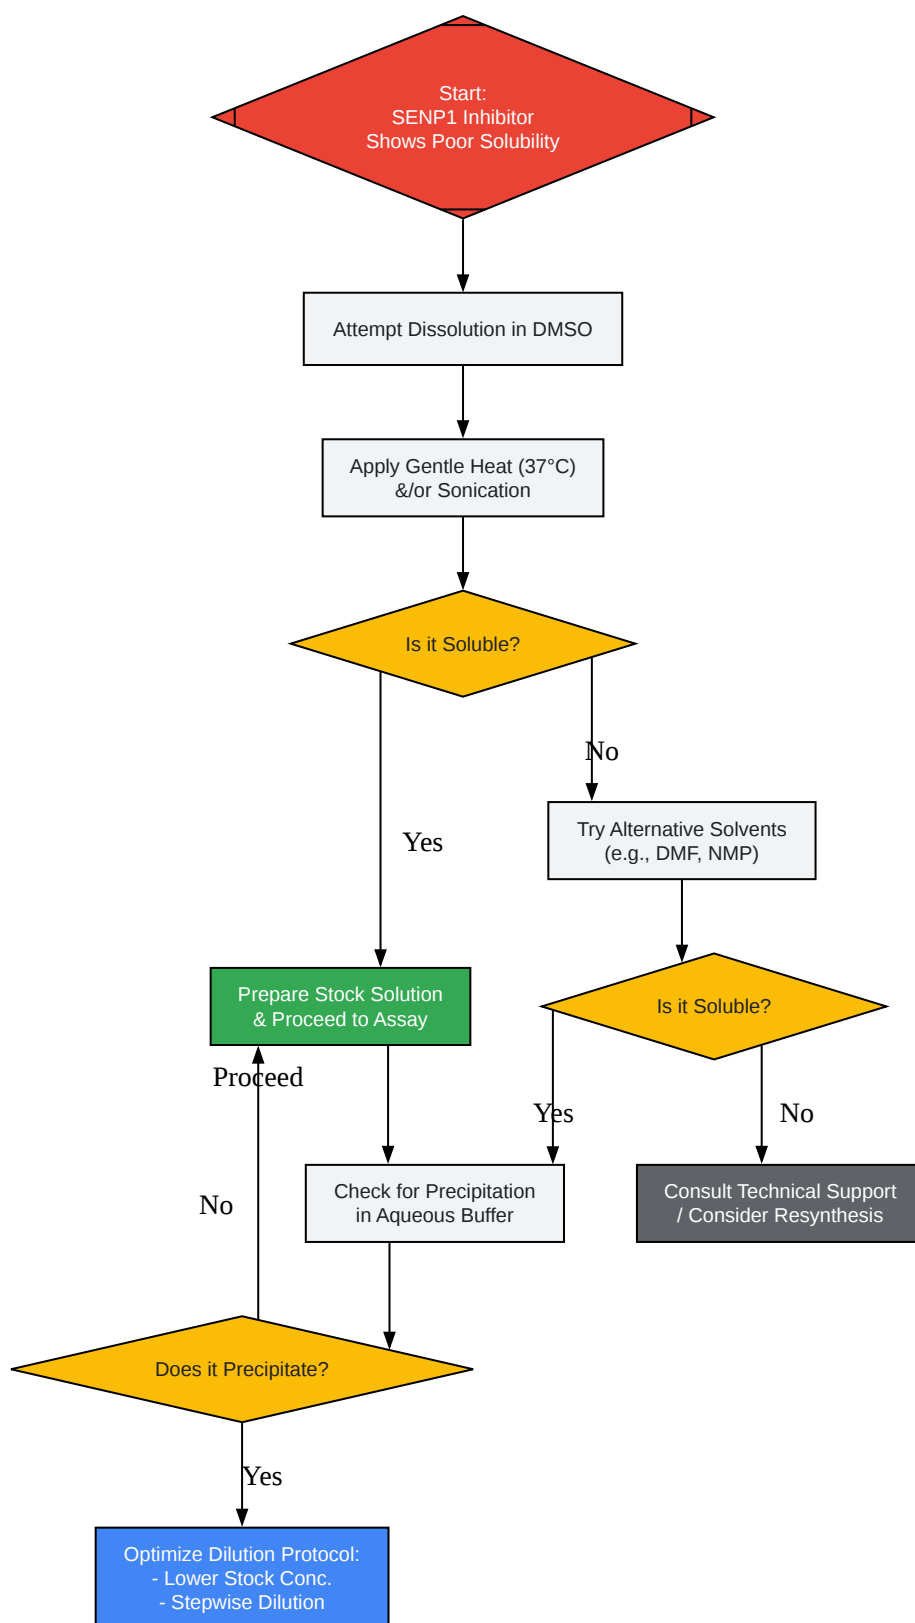 Start:
SENP1 Inhibitor
Shows Poor Solubility
Attempt Dissolution in DMSO
Apply Gentle Heat (37°C)
&/or Sonication
Is it Soluble?
No
Yes
Try Alternative Solvents
(e.g., DMF, NMP)
Prepare Stock Solution
& Proceed to Assay
Is it Soluble?
Proceed
Yes
No
Check for Precipitation
in Aqueous Buffer
Consult Technical Support
/ Consider Resynthesis
No
Does it Precipitate?
Yes
Optimize Dilution Protocol:
- Lower Stock Conc.
- Stepwise Dilution